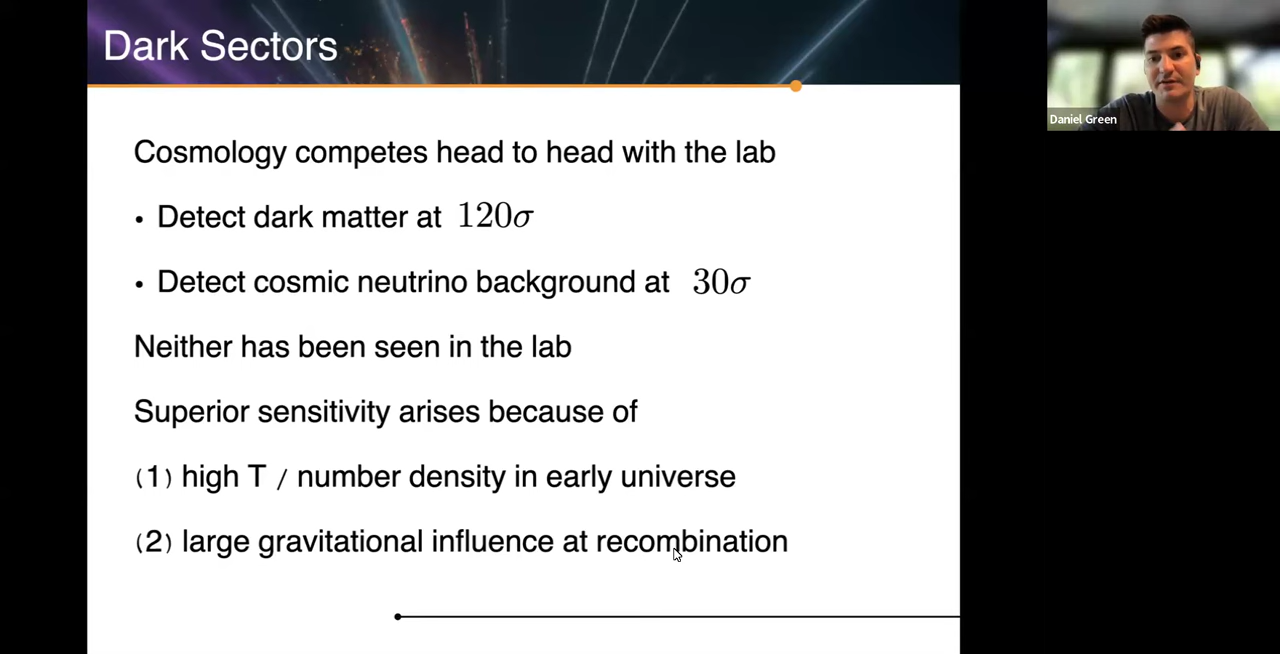 Dark Sectors
Daniel Green
Cosmology competes head to head with the lab
• Detect dark matter at 120σ
• Detect cosmic neutrino background at 30σ
Neither has been seen in the lab
Superior sensitivity arises because of
(1) high T / number density in early universe
(2) large gravitational influence at recombination